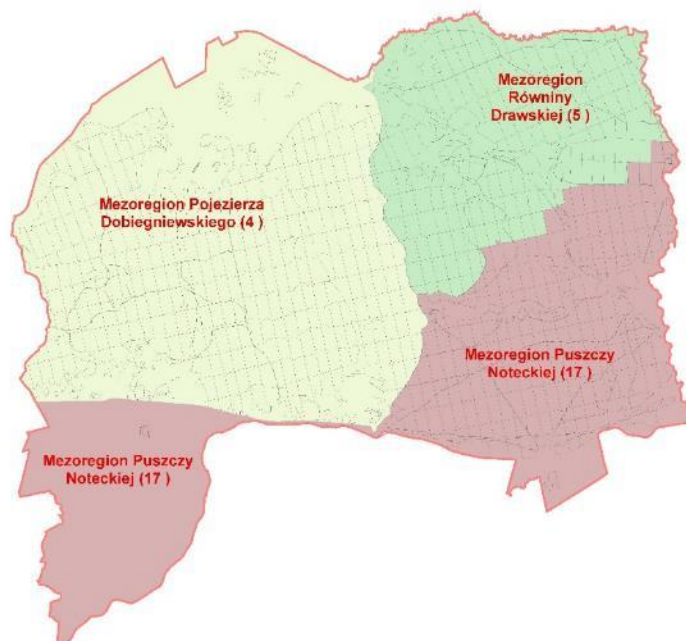 Mezoregion
Równiny
Drawskiej (5 )
Mezoregion Pojezierza
Dobiegniewskiego (4 )
Mezoregion Puszczy
Noteckiej (17 )
Mezoregion Puszczy
Noteckiej (17 )